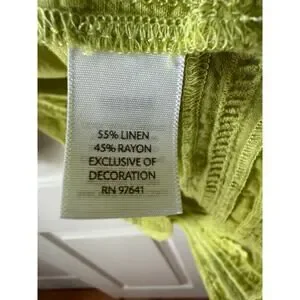 55% LINEN
45% RAYON
EXCLUSIVE OF
DECORATION
RN 97641